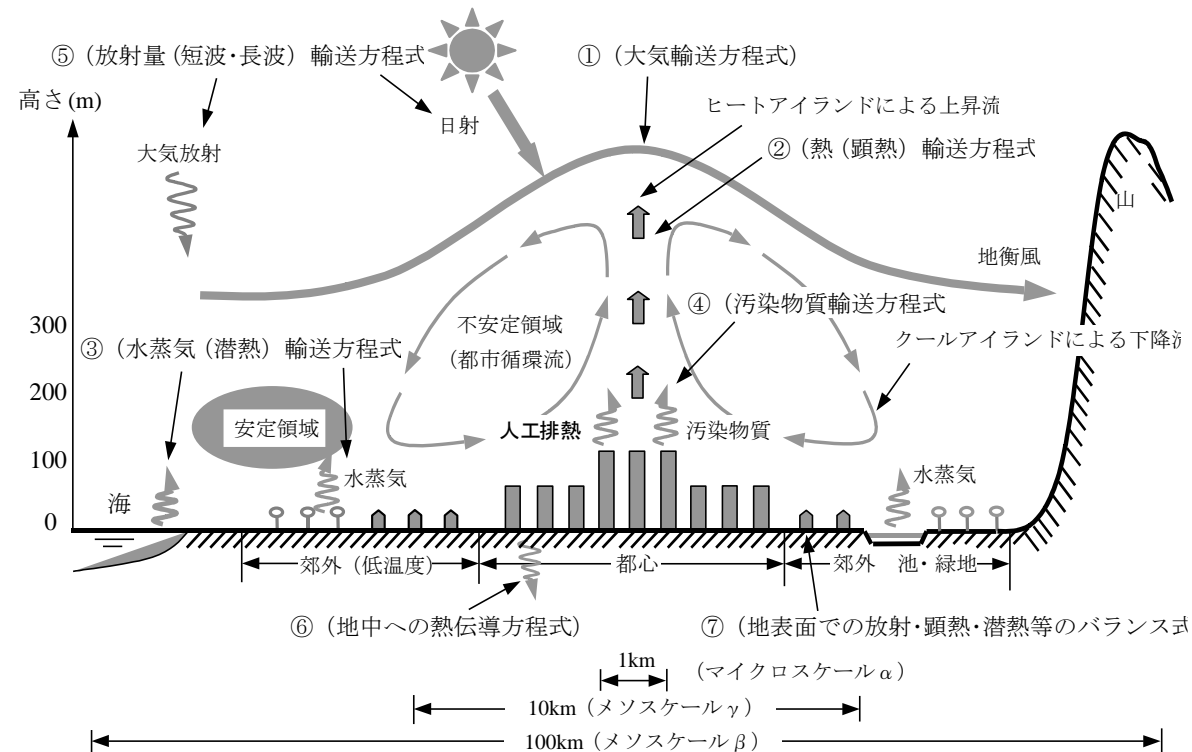 ⑤（放射量（短波・長波）輸送方程式
①（大気輸送方程式）
高さ(m)
日射
ヒートアイランドによる上昇流
大気放射
②（熱（顕熱）輸送方程式
山
地衡風
300
不安定領域
（都市循環流）
④（汚染物質輸送方程式
③（水蒸気（潜熱）輸送方程式
クールアイランドによる下降
200
安定領域
人工排熱
汚染物質
100
水蒸気
水蒸気
海
0
郊外（低温度）
都心
郊外
池・緑地
⑥（地中への熱伝導方程式）
⑦（地表面での放射・顕熱・潜熱等のバランス式
1km
（マイクロスケールα）
10km（メソスケールγ）
100km（メソスケールβ）